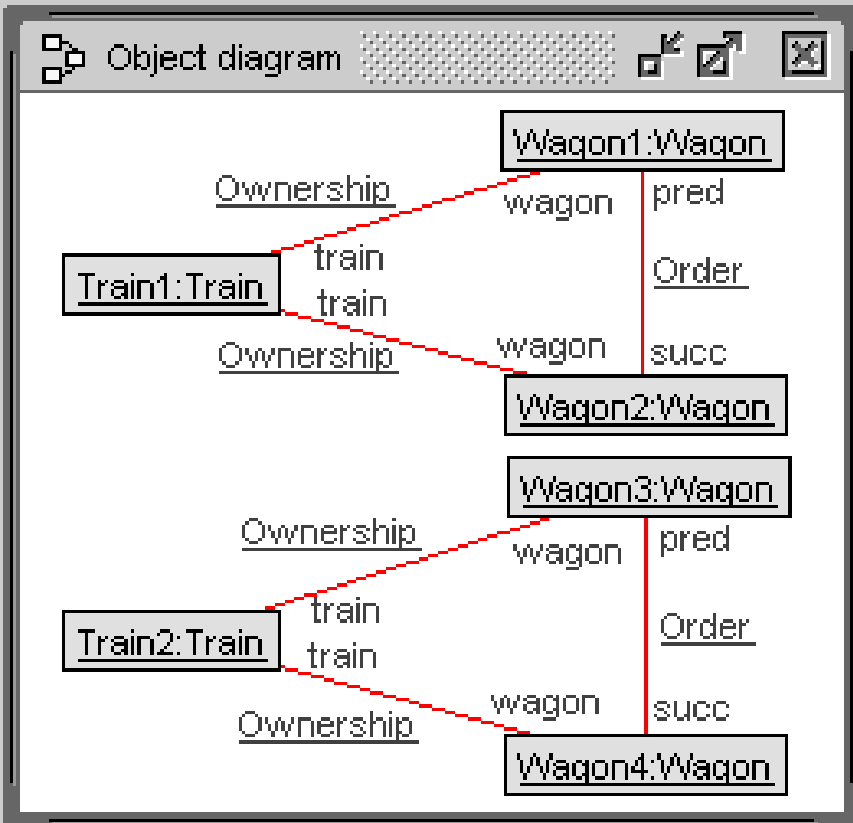 Object diagram
Wagon1:Wagon
Ownership
wagon
pred
train
Order
Train1:Train
train
Ownership
wagon
succ
Wagon2:Wagon
Wagon3:Wagon
Ownership
wagon
pred
train
Order
Train2:Train
train
Ownership
wagon
succ
Wagon4:Wagon